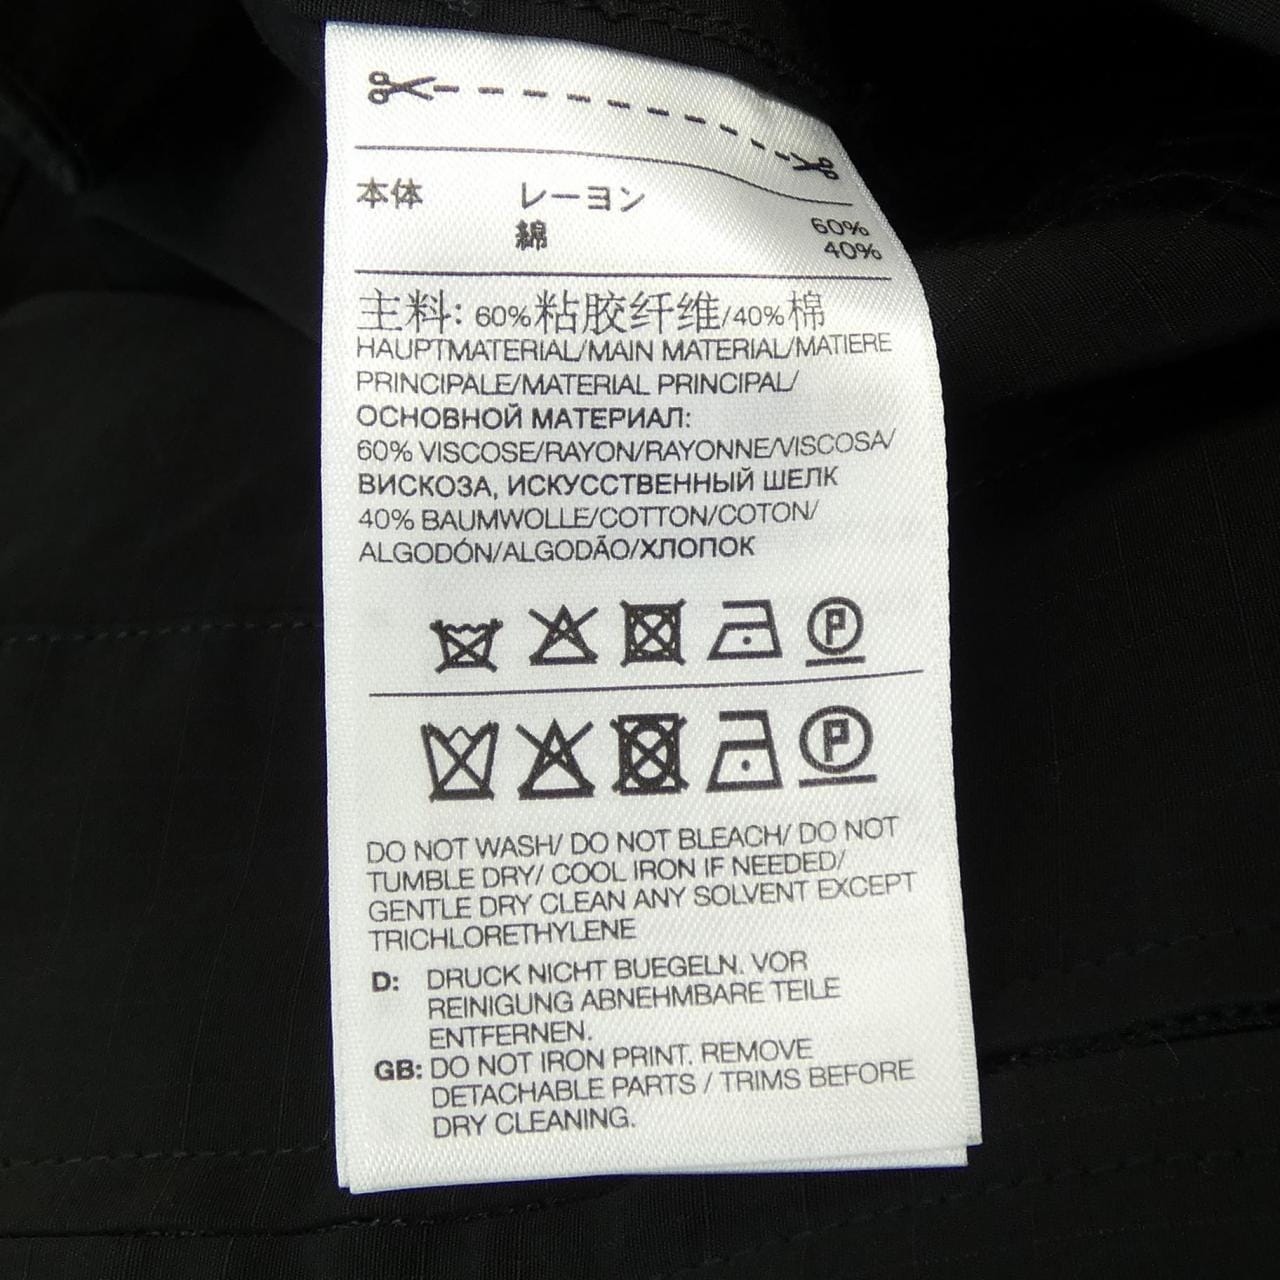 本体 レーヨン 60%
綿 40%
主料: 60%粘胶纤维/40%棉
HAUPTMATERIAL/MAIN MATERIAL/MATIERE
PRINCIPALE/MATERIAL PRINCIPAL/
ОСНОВНОЙ МАТЕРИАЛ:
60% VISCOSE/RAYON/RAYONNE/VISCOSA/
ВИСКОЗА, ИСКУССТВЕННЫЙ ШЕЛК
40% BAUMWOLLE/COTTON/COTON/
ALGODÓN/ALGODÃO/ХЛОПОК
P
P
DO NOT WASH/ DO NOT BLEACH/ DO NOT
TUMBLE DRY/ COOL IRON IF NEEDED/
GENTLE DRY CLEAN ANY SOLVENT EXCEPT
TRICHLORETHYLENE
D: DRUCK NICHT BUEGELN. VOR
REINIGUNG ABNEHMBARE TEILE
ENTFERNEN.
GB: DO NOT IRON PRINT. REMOVE
DETACHABLE PARTS / TRIMS BEFORE
DRY CLEANING.